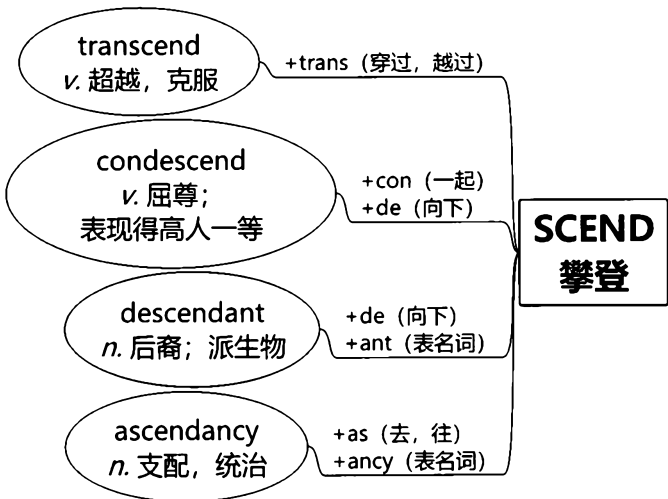 transcend
v. 超越，克服
+trans（穿过，越过）
condescend
v. 屈尊；
表现得高人一等
+con（一起）
+de（向下）
SCEND
攀登
descendant
n. 后裔；派生物
+de（向下）
+ant（表名词）
ascendancy
n. 支配，统治
+as（去，往）
+ancy（表名词）